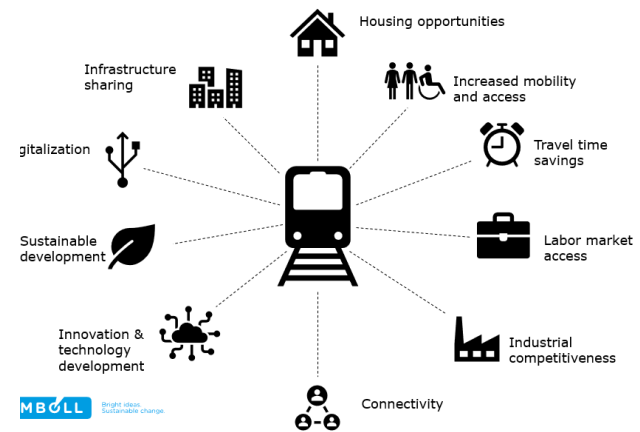 Housing opportunities
Infrastructure
sharing
Increased mobility
and access
gitalization
Travel time
savings
Sustainable
development
Labor market
access
Innovation &
technology
development
Industrial
competitiveness
Connectivity
MBOLL
Bright ideas.
Sustainable change.